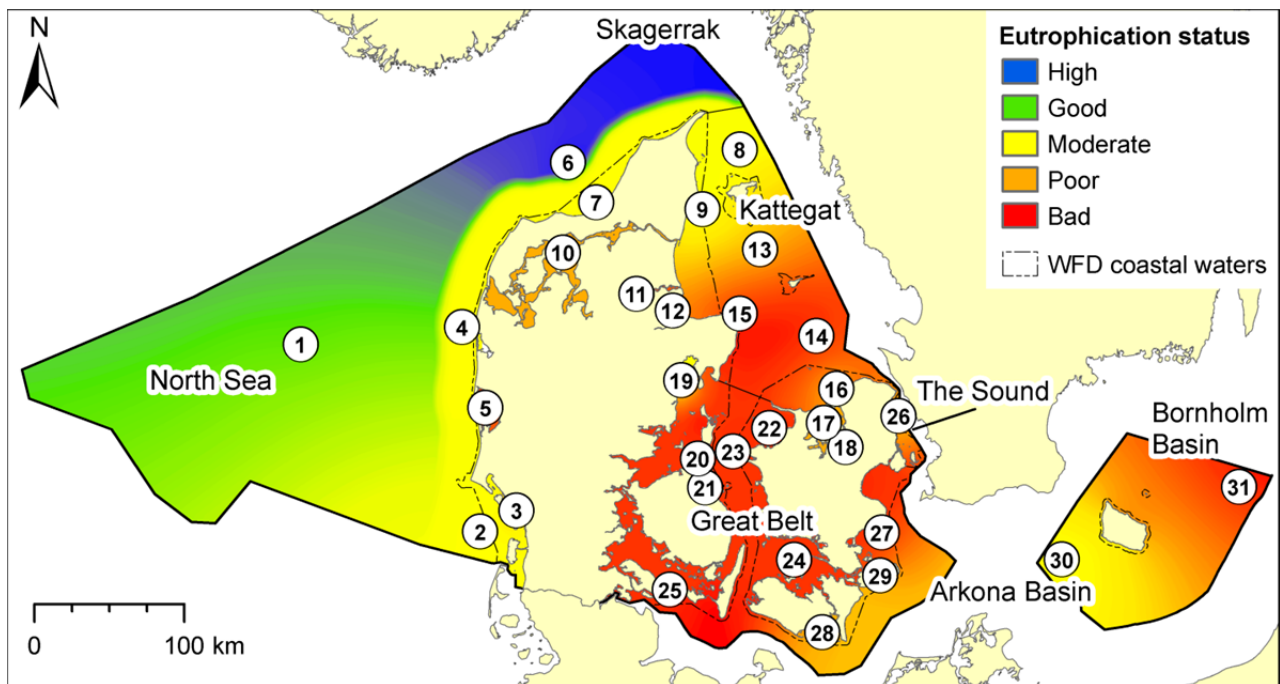 N
Skagerrak
Eutrophication status
High
Good
Moderate
Poor
Bad
WFD coastal waters
6
8
7
9
Kattegat
10
13
11
12
15
4
14
1
North Sea
19
16
The Sound
5
26
17
22
18
Bornholm
Basin
23
20
21
31
3
Great Belt
2
27
24
30
29
25
Arkona Basin
28
0
100 km